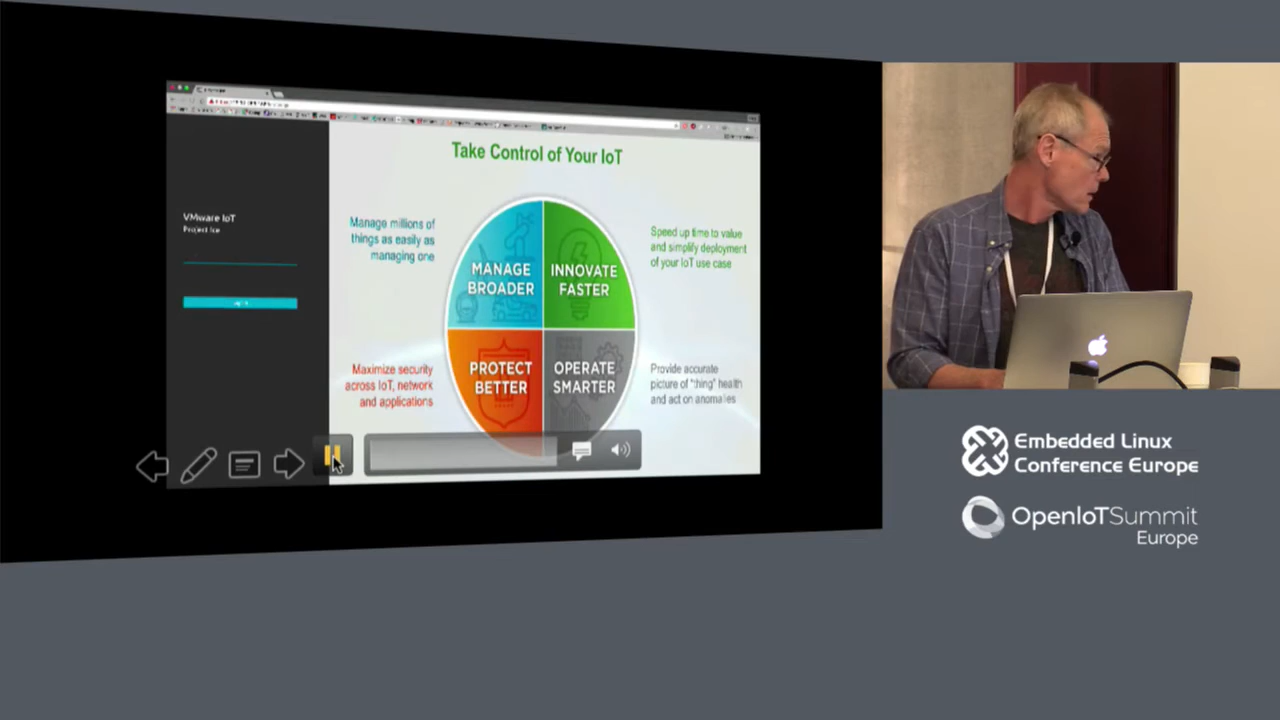 Take Control of Your IoT
VMware IoT
Project Ice
Manage millions of
things as easily as
managing one
MANAGE
BROADER
INNOVATE
FASTER
Speed up time to value
and simplify deployment
of your IoT use case
Maximize security
across IoT, network
and applications
PROTECT
BETTER
OPERATE
SMARTER
Provide accurate
picture of "thing" health
and act on anomalies
Embedded Linux
Conference Europe
OpenIoTSummit
Europe